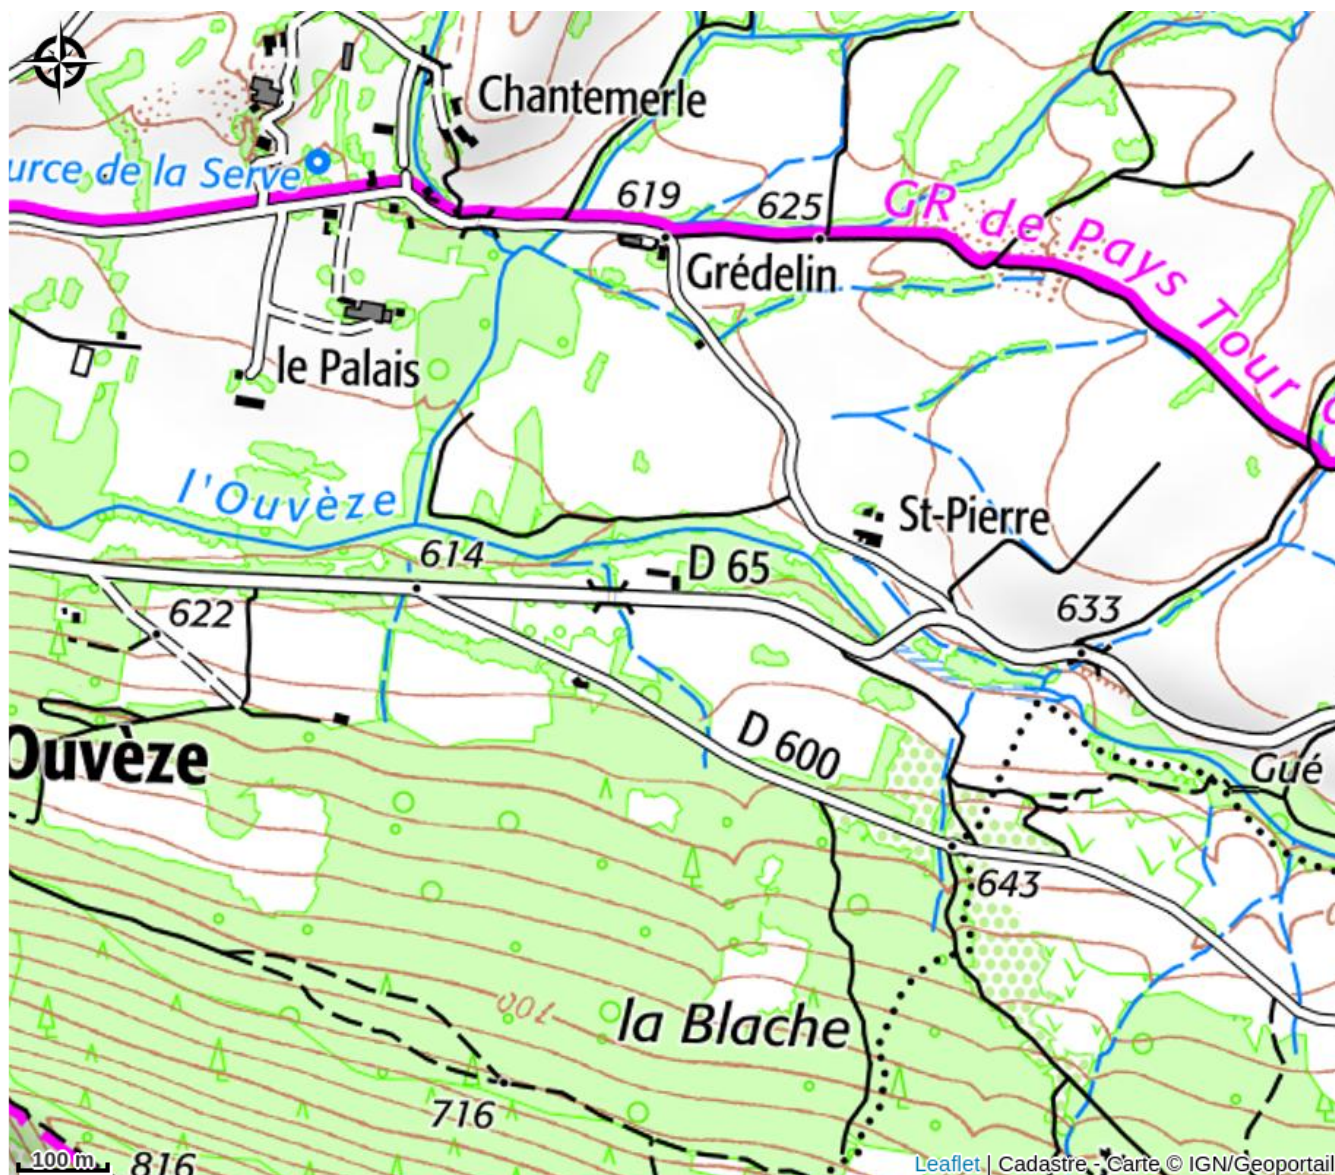 Chantemerle
urce de la Serve
619
625
GR de Pays Tour
Grédelin
le Palais
l'Ouvèze
St-Pierre
614
D 65
622
633
Ouvèze
D 600
Gué
643
700
la Blache
716
816
100 m
Leaflet | Cadastre - Carte © IGN/Geoportail